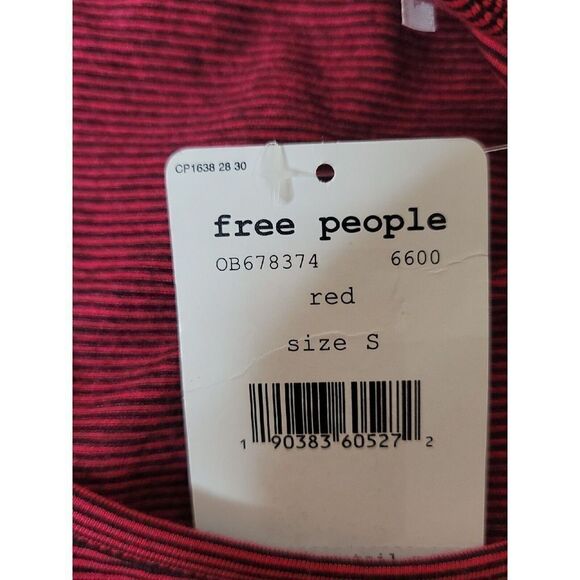 CP1638 28 30
free people
OB678374 6600
red
size S
1 90383 60527 2